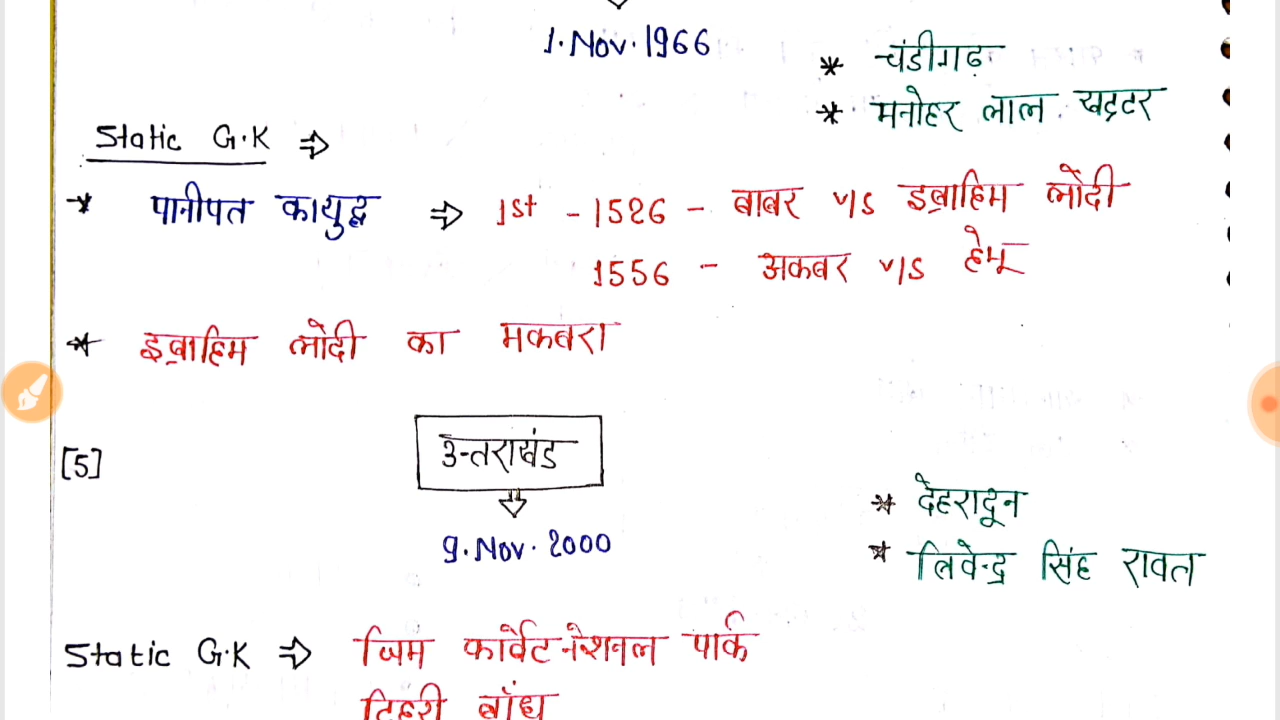 1.Nov.1966
* चंडीगढ़
* मनोहर लाल खट्टर
Static G.K ⇒
* पानीपत का युद्ध ⇒ 1st - 1526 - बाबर v/s इब्राहिम लोदी
1556 - अकबर v/s हेमू
* इब्राहिम लोदी का मकबरा
[5] उत्तराखंड
9.Nov.2000
* देहरादून
* त्रिवेन्द्र सिंह रावत
Static G.K ⇒ जिम कार्वेट नेशनल पार्क
टिहरी बाँध